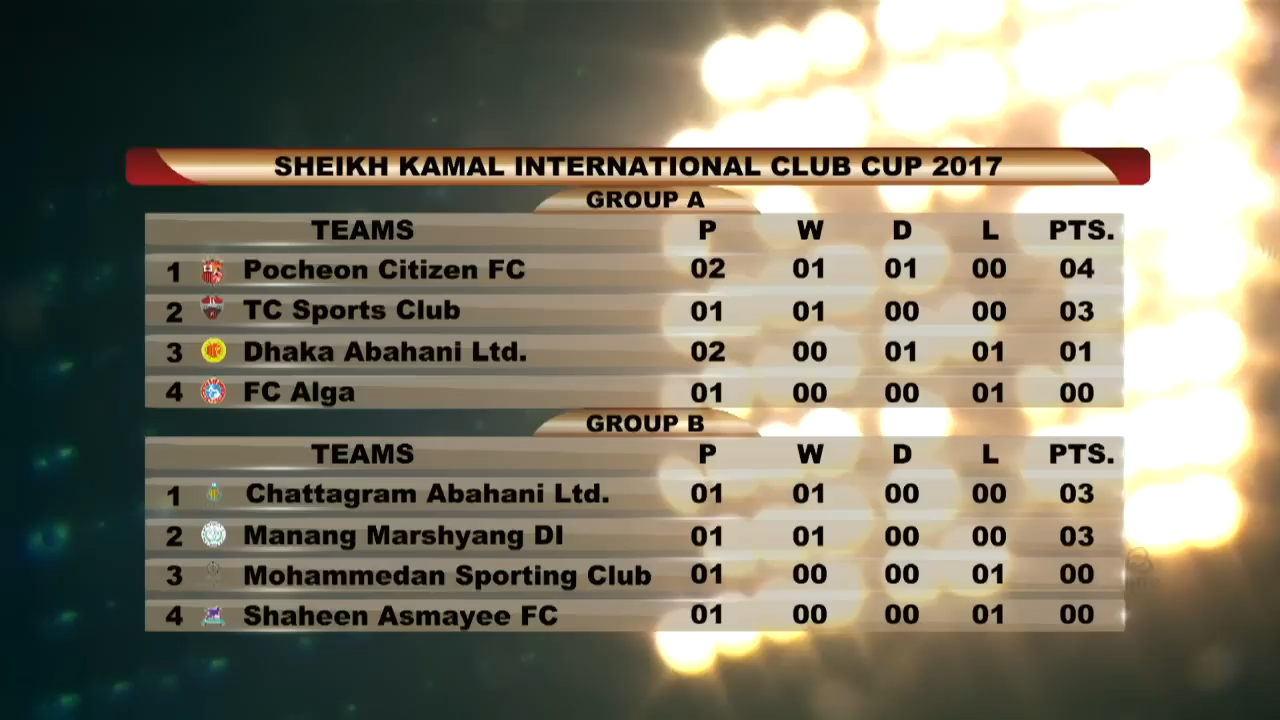 SHEIKH KAMAL INTERNATIONAL CLUB CUP 2017
GROUP A
TEAMS P W D L PTS.
1 Pocheon Citizen FC 02 01 01 00 04
2 TC Sports Club 01 01 00 00 03
3 Dhaka Abahani Ltd. 02 00 01 01 01
4 FC Alga 01 00 00 01 00
GROUP B
TEAMS P W D L PTS.
1 Chattagram Abahani Ltd. 01 01 00 00 03
2 Manang Marshyang DI 01 01 00 00 03
3 Mohammedan Sporting Club 01 00 00 01 00
4 Shaheen Asmayee FC 01 00 00 01 00